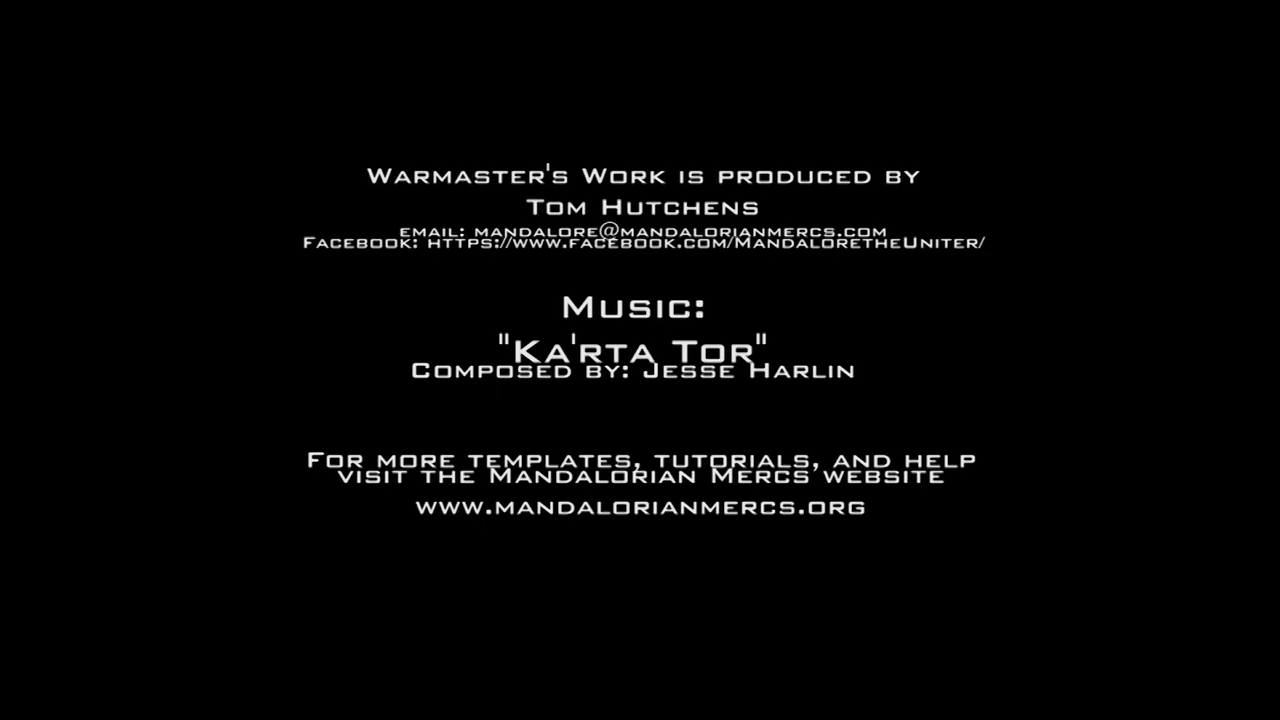 Warmaster's Work is produced by
Tom Hutchens
email: mandalore@mandalorianmercs.com
Facebook: https://www.facebook.com/MandaloretheUniter/
Music:
"Ka'rta Tor"
Composed by: Jesse Harlin
For more templates, tutorials, and help
visit the Mandalorian Mercs website
www.mandalorianmercs.org